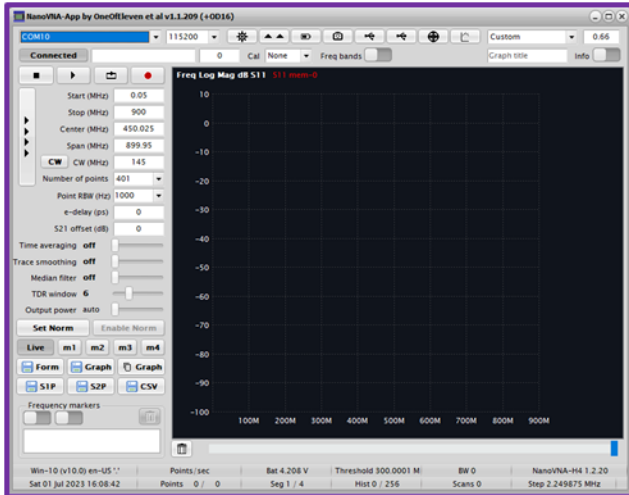 NanoVNA-App by OneOfEleven et al v1.1.209 (+OD16)
COM10 115200 Custom 0.66
Connected 0 Cal None Freq bands Graph title Info
Freq Log Mag dB S11 S11 mem-0
Start (MHz) 0.05
Stop (MHz) 900
Center (MHz) 450.025
Span (MHz) 899.95
CW CW (MHz) 145
Number of points 401
Point RBW (Hz) 1000
e-delay (ps) 0
S21 offset (dB) 0
Time averaging off
Trace smoothing off
Median filter off
TDR window 6
Output power auto
Set Norm Enable Norm
Live m1 m2 m3 m4
Form Graph Graph
S1P S2P CSV
Frequency markers
10
0
-10
-20
-30
-40
-50
-60
-70
-80
-90
-100
100M 200M 300M 400M 500M 600M 700M 800M 900M
Win-10 (v10.0) en-US '.' Points/sec Bat 4.208 V Threshold 300.0001 M BW 0 NanoVNA-H4 1.2.20
Sat 01 Jul 2023 16:08:42 Points 0 / 0 Seg 1 / 4 Hist 0 / 256 Scans 0 Step 2.249875 MHz